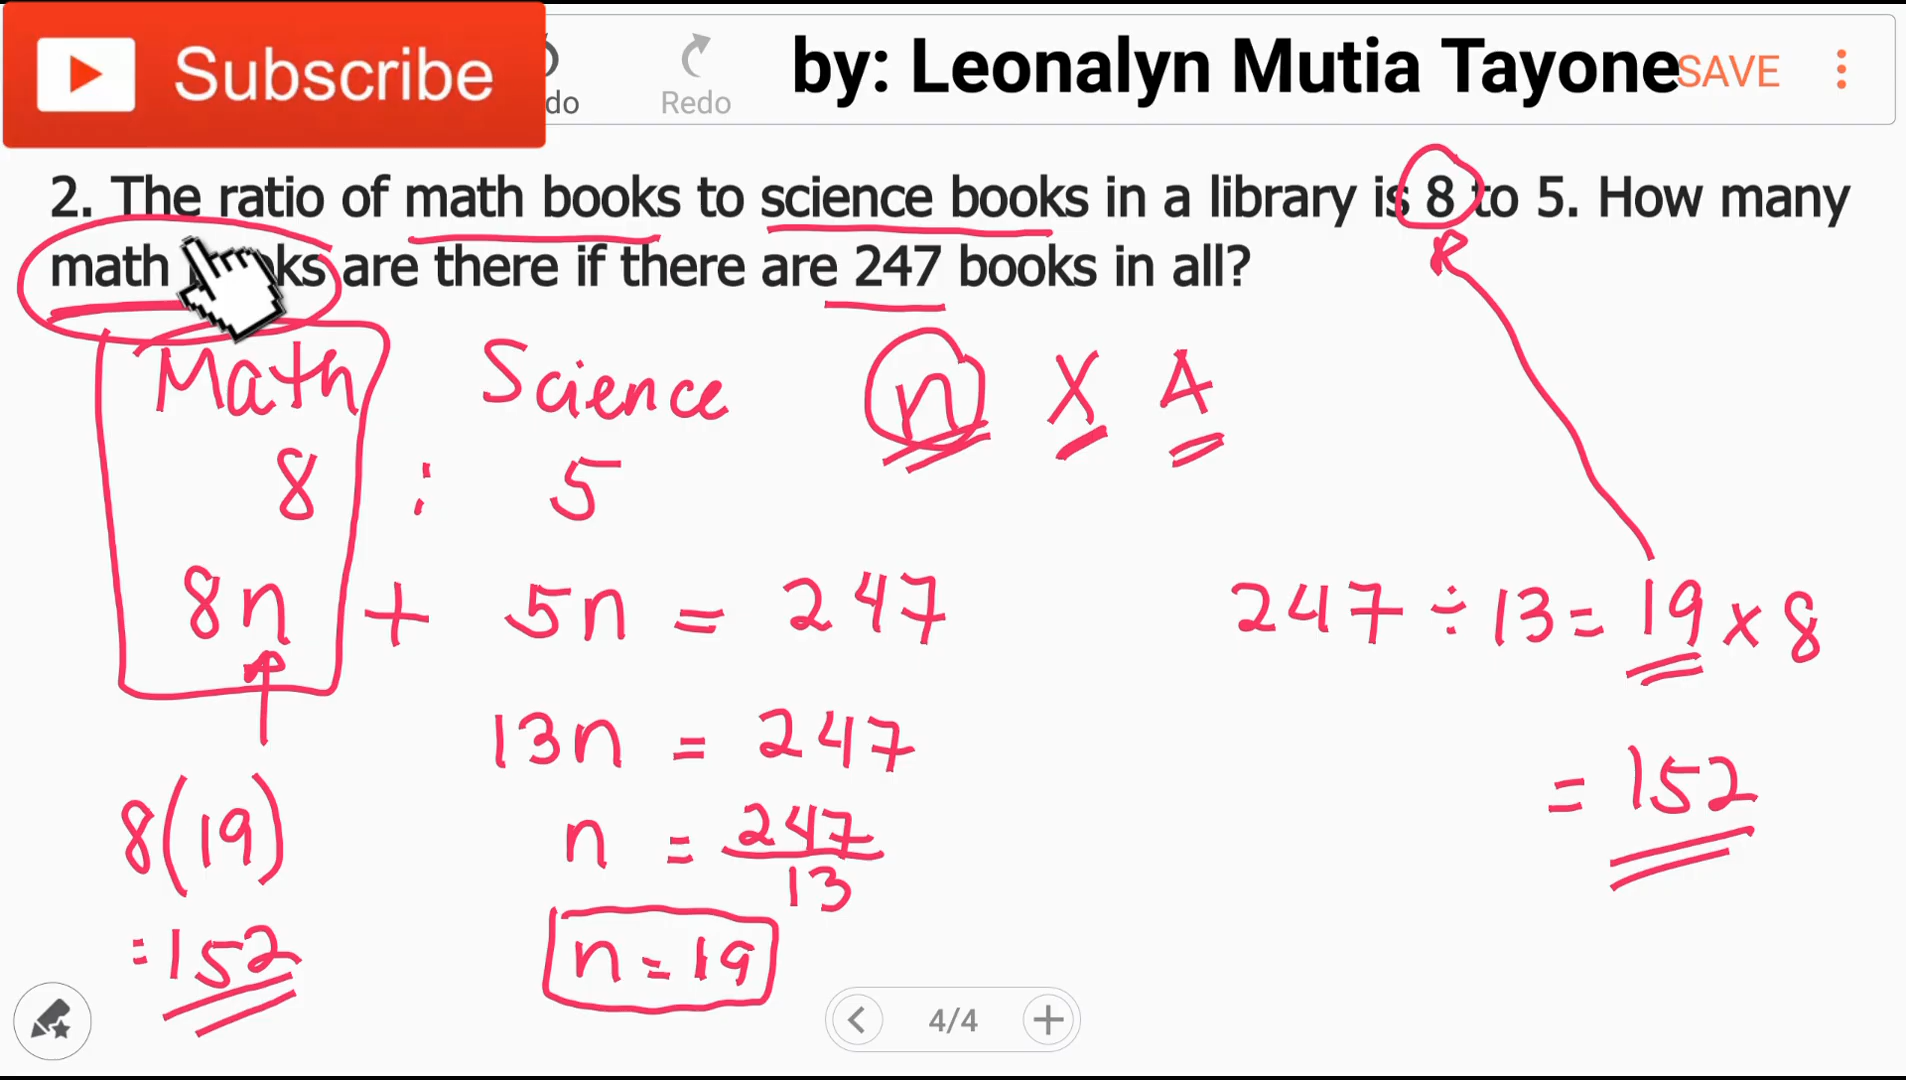 Subscribe
do
Redo
by: Leonalyn Mutia Tayone
SAVE
2. The ratio of math books to science books in a library is 8 to 5. How many
math ks are there if there are 247 books in all?
Math Science n X A
8 : 5
8n + 5n = 247
247 ÷ 13 = 19 x 8
13n = 247
= 152
8(19)
n = 247
13
= 152
n = 19
4/4